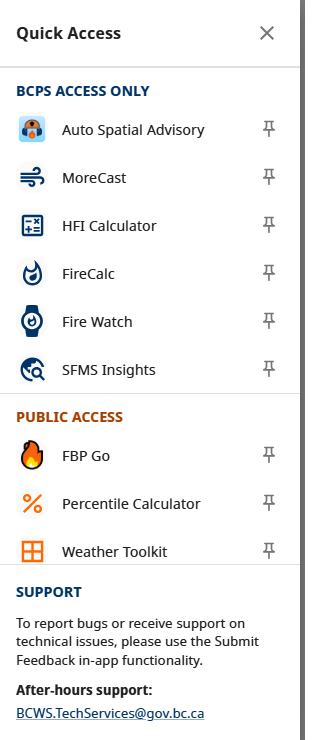 Quick Access
BCPS ACCESS ONLY
Auto Spatial Advisory
MoreCast
HFI Calculator
FireCalc
Fire Watch
SFMS Insights
PUBLIC ACCESS
FBP Go
Percentile Calculator
Weather Toolkit
SUPPORT
To report bugs or receive support on
technical issues, please use the Submit
Feedback in-app functionality.
After-hours support:
BCWS.TechServices@gov.bc.ca